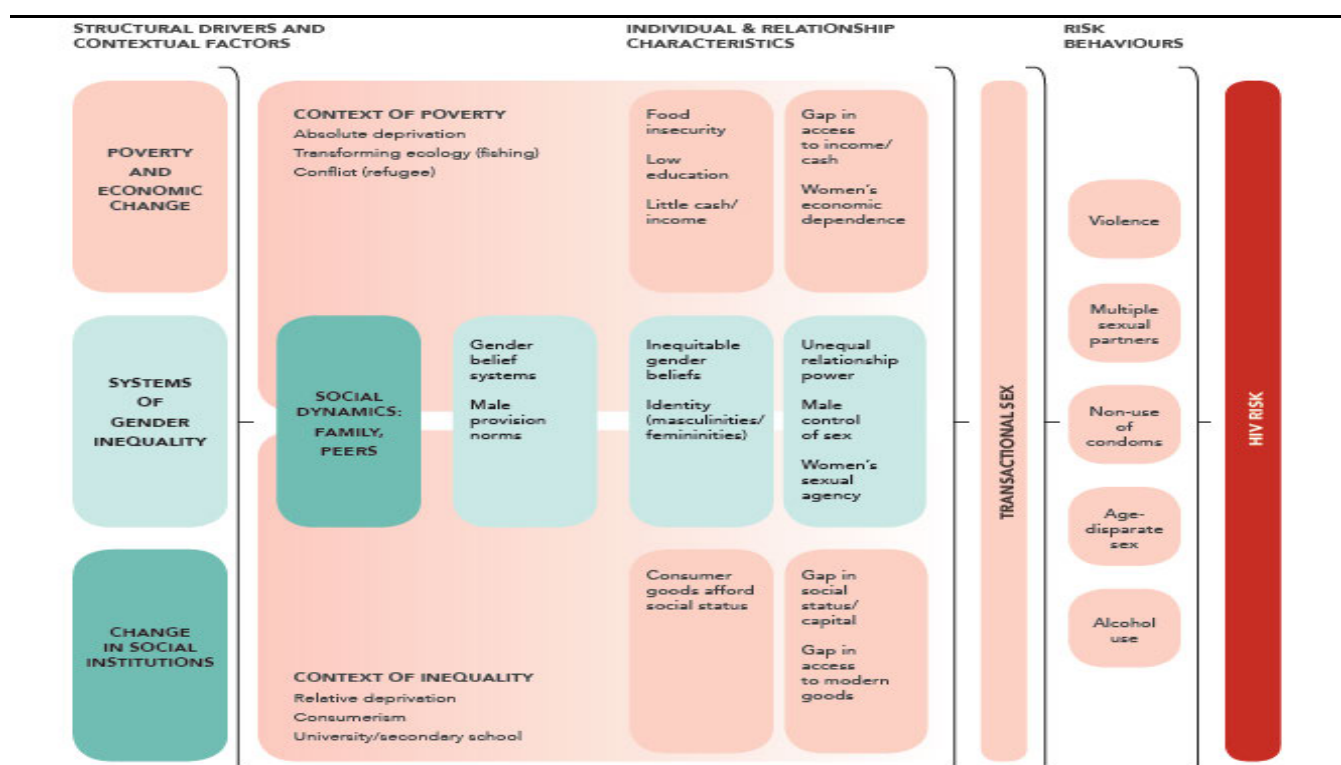 STRUCTURAL DRIVERS AND
CONTEXTUAL FACTORS
INDIVIDUAL & RELATIONSHIP
CHARACTERISTICS
RISK
BEHAVIOURS
POVERTY
AND
ECONOMIC
CHANGE
SYSTEMS
OF
GENDER
INEQUALITY
CHANGE
IN SOCIAL
INSTITUTIONS
CONTEXT OF POVERTY
Absolute deprivation
Transforming ecology (fishing)
Conflict (refugee)
SOCIAL
DYNAMICS:
FAMILY,
PEERS
Gender
belief
systems
Male
provision
norms
CONTEXT OF INEQUALITY
Relative deprivation
Consumerism
University/secondary school
Food
insecurity
Low
education
Little cash/
income
Gap in
access
to income/
cash
Women's
economic
dependence
Inequitable
gender
beliefs
Identity
(masculinities/
femininities)
Unequal
relationship
power
Male
control
of sex
Women's
sexual
agency
Consumer
goods afford
social status
Gap in
social
status/
capital
Gap in
access
to modern
goods
TRANSACTIONAL SEX
Violence
Multiple
sexual
partners
Non-use
of
condoms
Age-
disparate
sex
Alcohol
use
HIV RISK